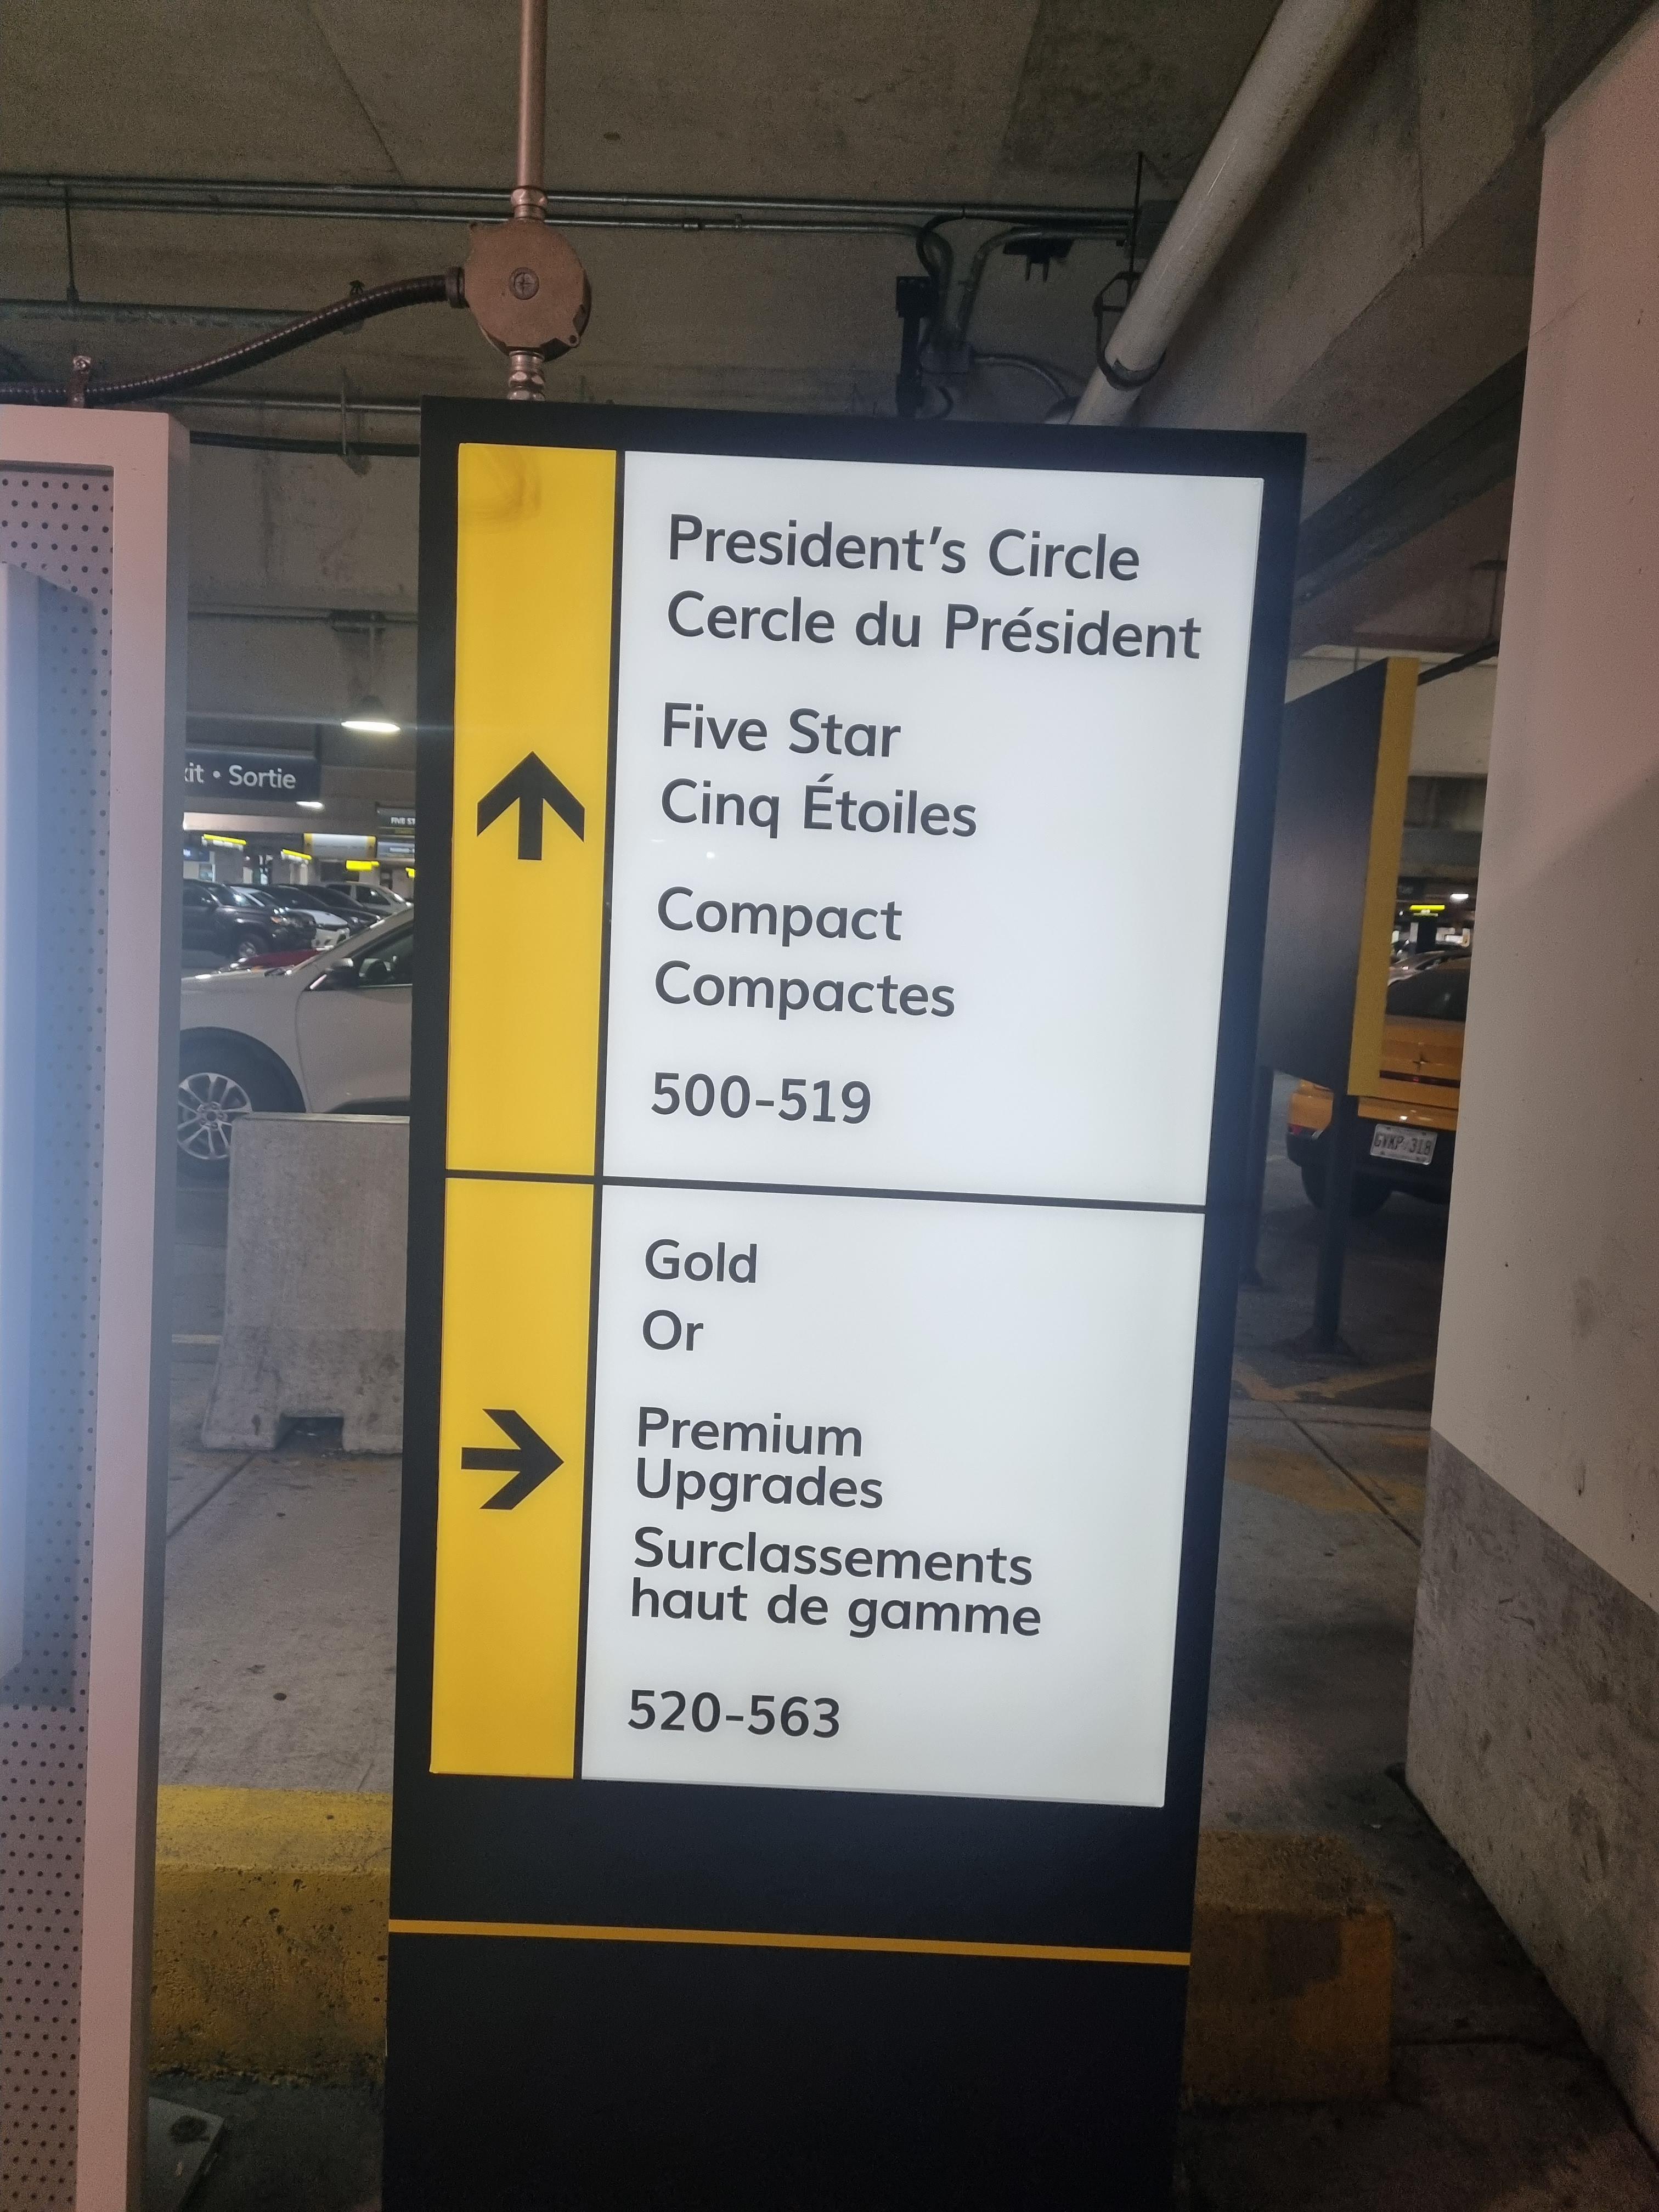 President's Circle
Cercle du Président
Five Star
Cinq Étoiles
Compact
Compactes
500-519
Gold
Or
Premium
Upgrades
Surclassements
haut de gamme
520-563
• Sortie
FIVE